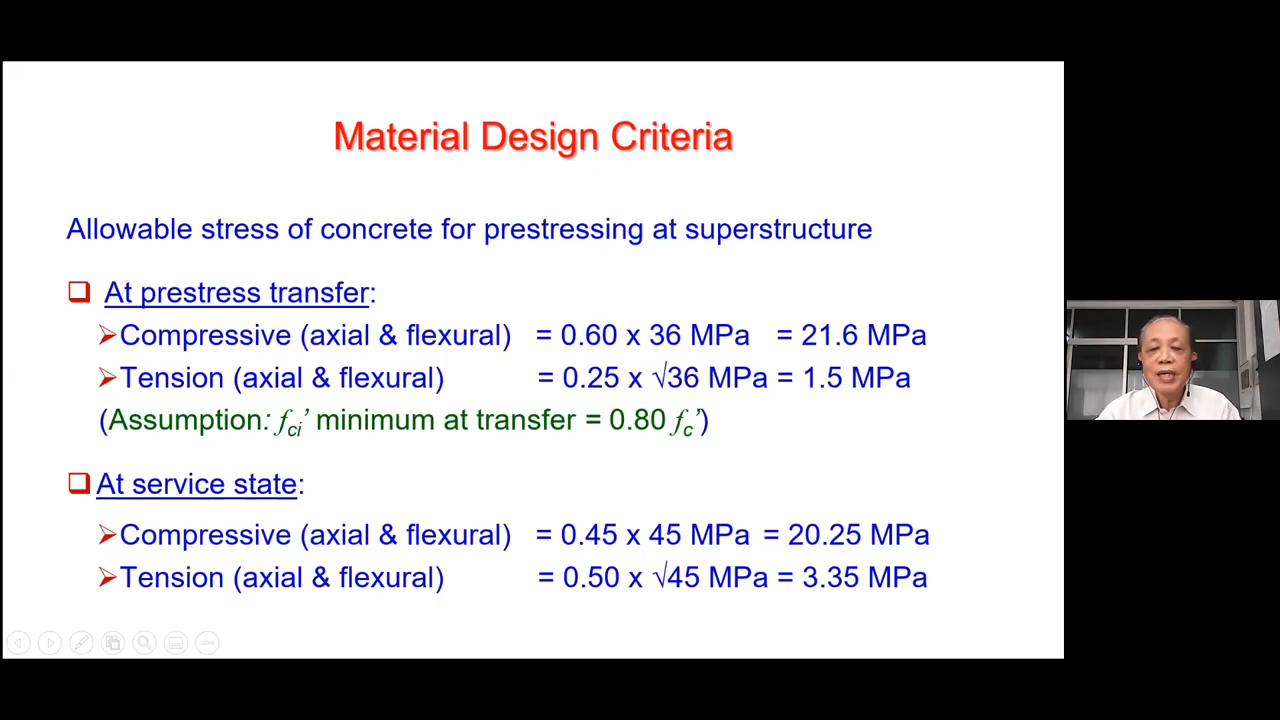 Material Design Criteria
Allowable stress of concrete for prestressing at superstructure
At prestress transfer:
Compressive (axial & flexural) = 0.60 x 36 MPa = 21.6 MPa
Tension (axial & flexural) = 0.25 x √36 MPa = 1.5 MPa
(Assumption: fci’ minimum at transfer = 0.80 fc’)
At service state:
Compressive (axial & flexural) = 0.45 x 45 MPa = 20.25 MPa
Tension (axial & flexural) = 0.50 x √45 MPa = 3.35 MPa